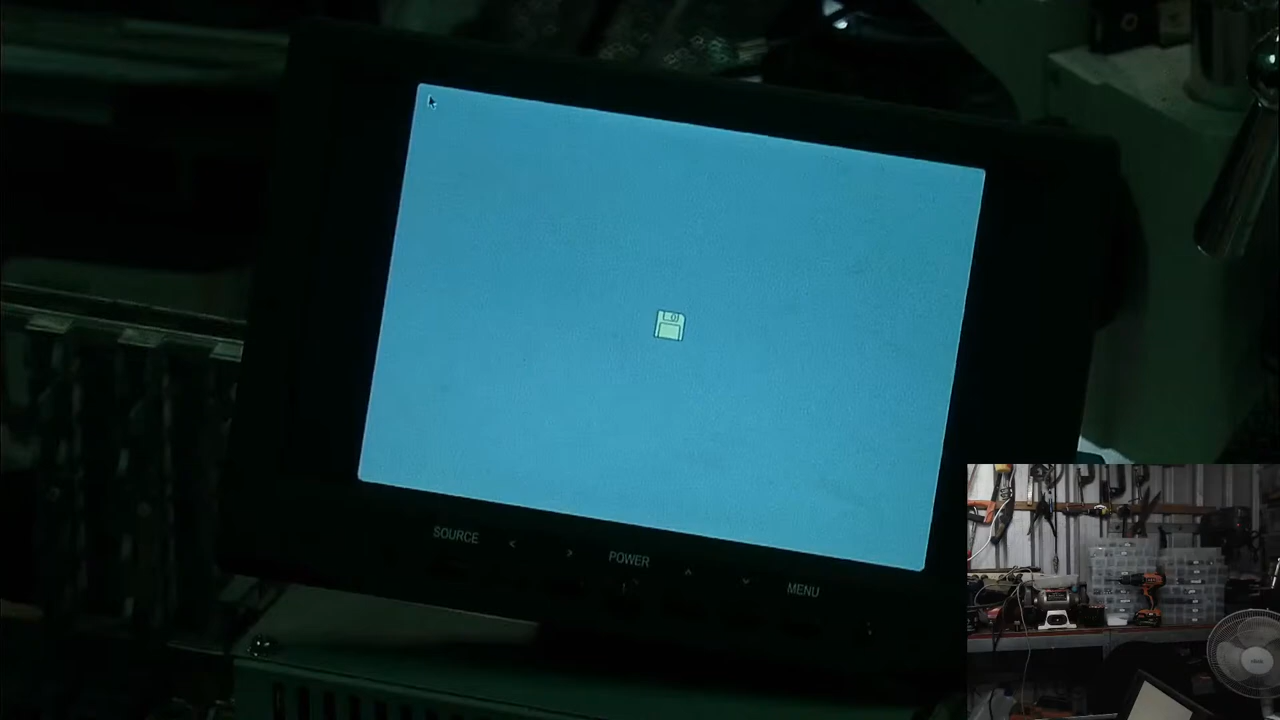 SOURCE < > POWER ^ ⌄ MENU